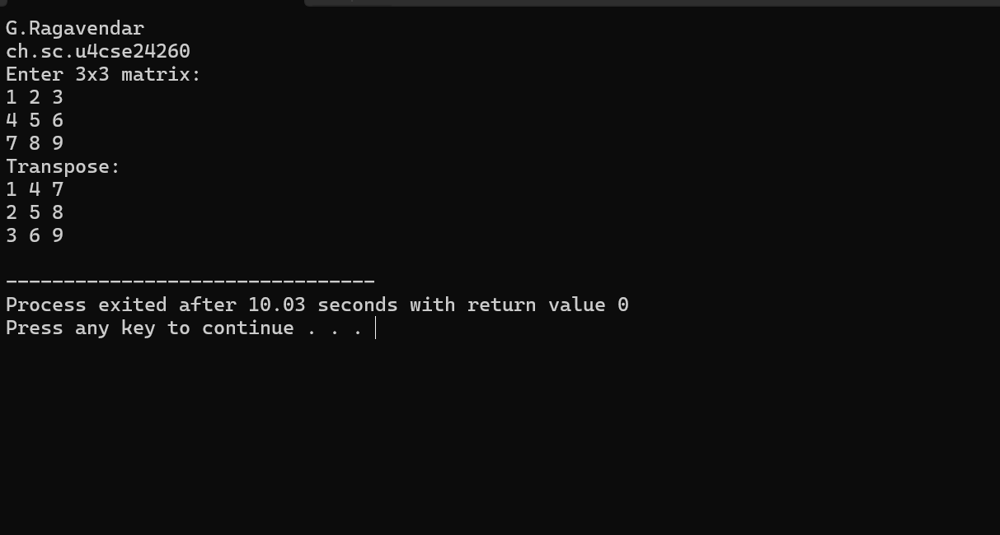 G.Ragavendar
ch.sc.u4cse24260
Enter 3x3 matrix:
1 2 3
4 5 6
7 8 9
Transpose:
1 4 7
2 5 8
3 6 9
--------------------------------
Process exited after 10.03 seconds with return value 0
Press any key to continue . . .